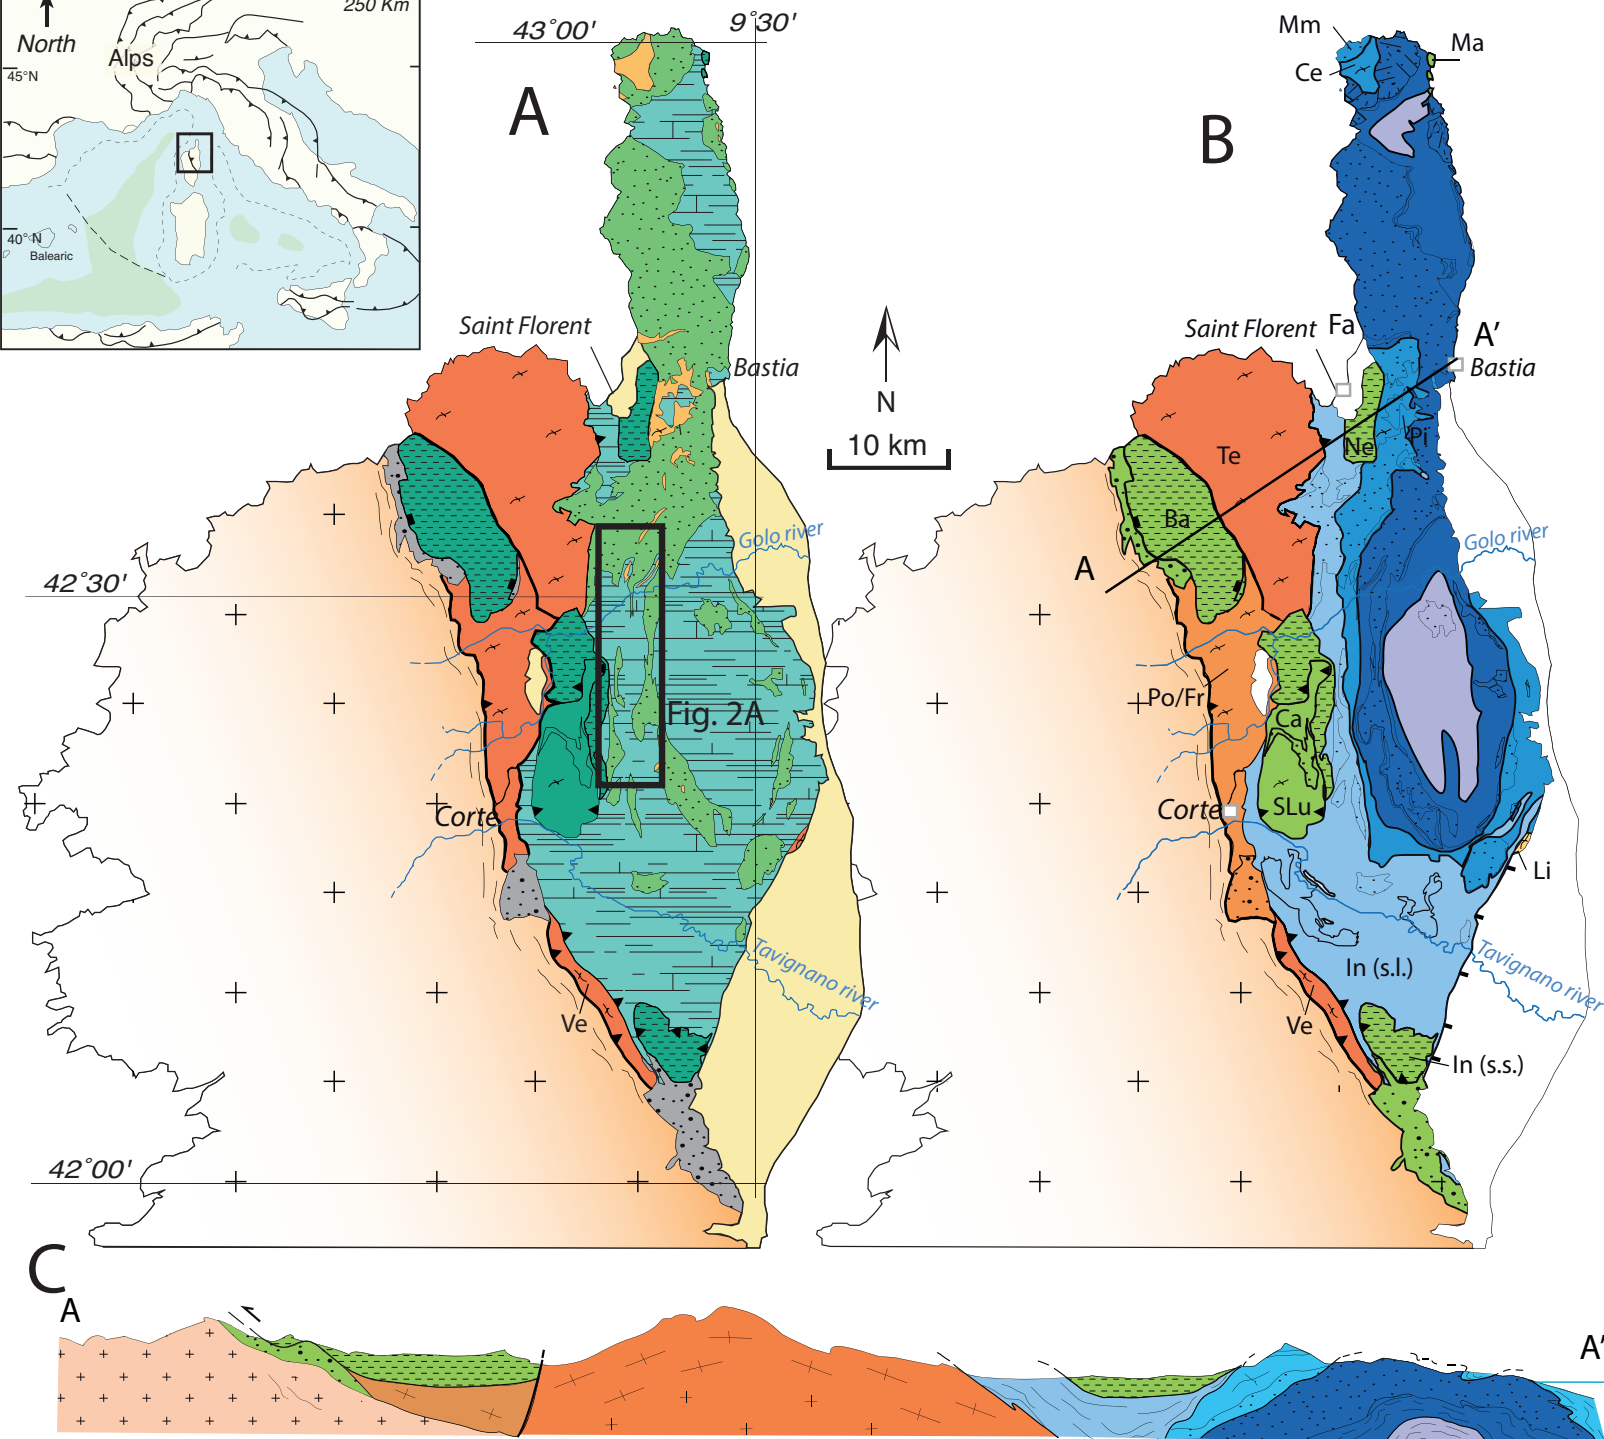 250 Km
North
Alps
45°N
40° N
Balearic
A
43°00'
9°30'
Saint Florent
Bastia
N
10 km
Golo river
42°30'
Fig. 2A
Corte
Tavignano river
Ve
42°00'
B
Mm
Ma
Ce
Saint Florent
Fa
A'
Bastia
Te
Ne
Pi
Ba
A
Golo river
Po/Fr
Ca
Corte
SLu
Li
In (s.l.)
Tavignano river
Ve
In (s.s.)
C
A
A'